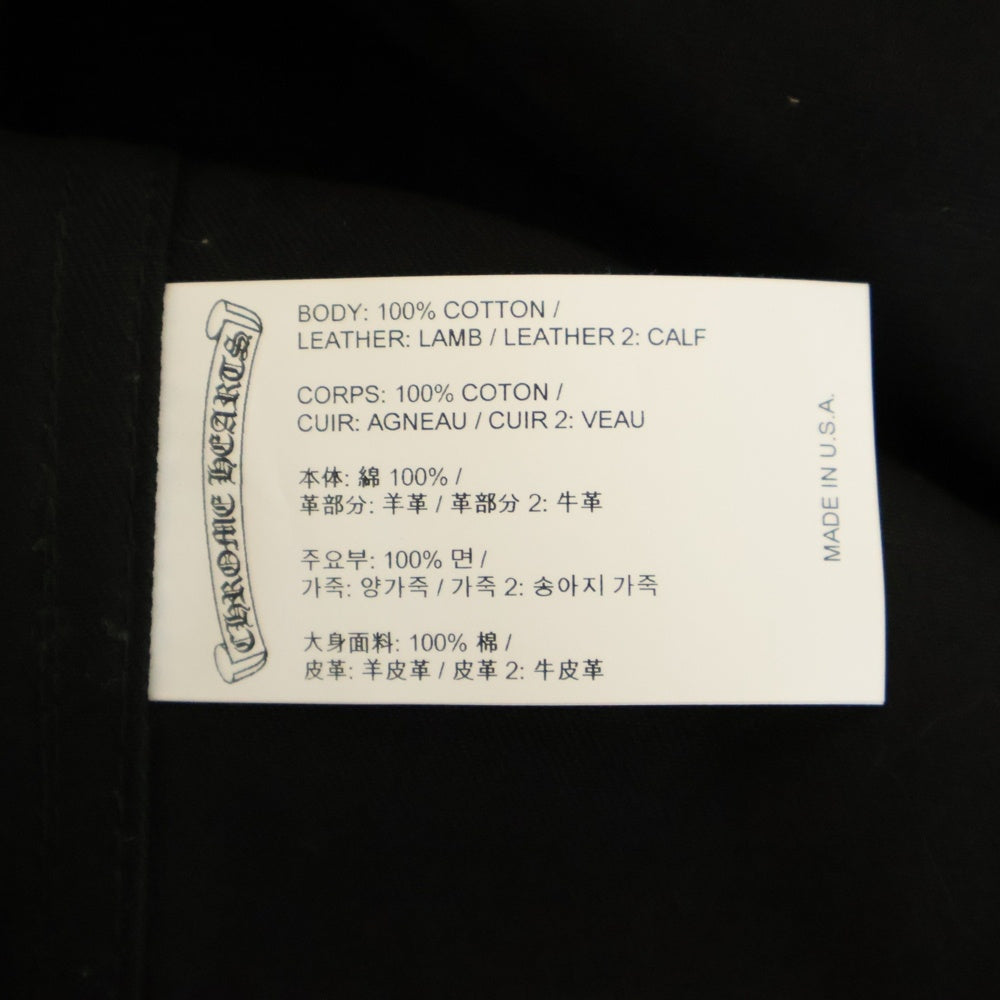 CHROME HEARTS
BODY: 100% COTTON /
LEATHER: LAMB / LEATHER 2: CALF
CORPS: 100% COTON /
CUIR: AGNEAU / CUIR 2: VEAU
本体: 綿 100% /
革部分: 羊革 / 革部分 2: 牛革
주요부: 100% 면 /
가죽: 양가죽 / 가죽 2: 송아지 가죽
大身面料: 100% 棉 /
皮革: 羊皮革 / 皮革 2: 牛皮革
MADE IN U.S.A.